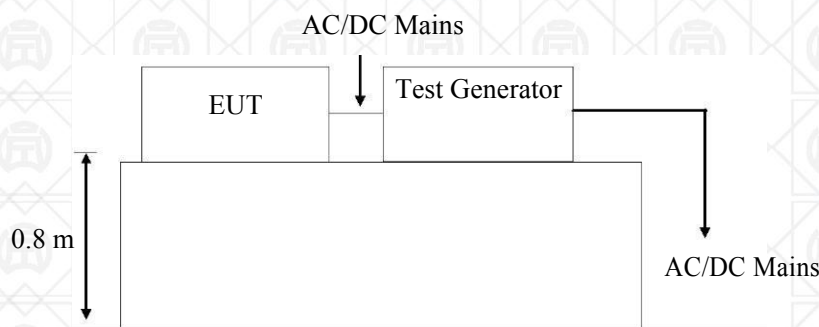 AC/DC Mains
EUT
Test Generator
0.8 m
AC/DC Mains